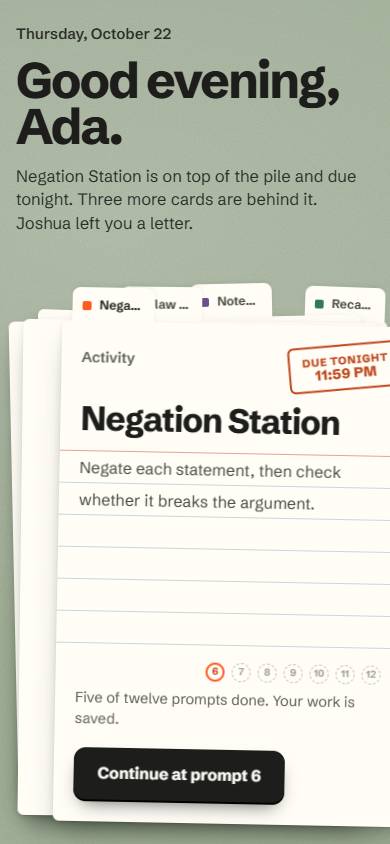 Thursday, October 22
Good evening,
Ada.
Negation Station is on top of the pile and due
tonight. Three more cards are behind it.
Joshua left you a letter.
Nega...
law ...
Note...
Reca...
Activity
DUE TONIGHT
11:59 PM
Negation Station
Negate each statement, then check
whether it breaks the argument.
6 7 8 9 10 11 12
Five of twelve prompts done. Your work is
saved.
Continue at prompt 6